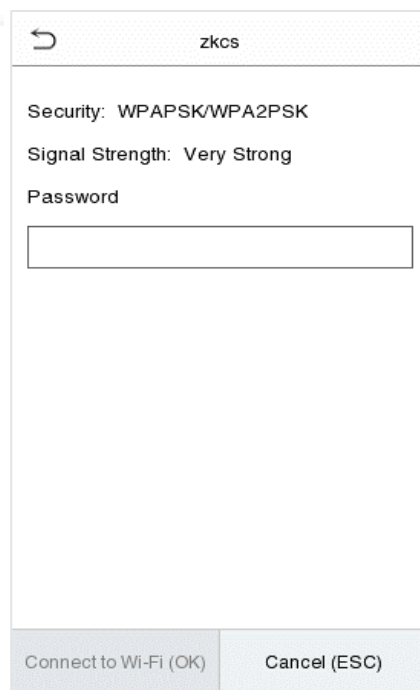 zkcs
Security: WPAPSK/WPA2PSK
Signal Strength: Very Strong
Password
Connect to Wi-Fi (OK)
Cancel (ESC)